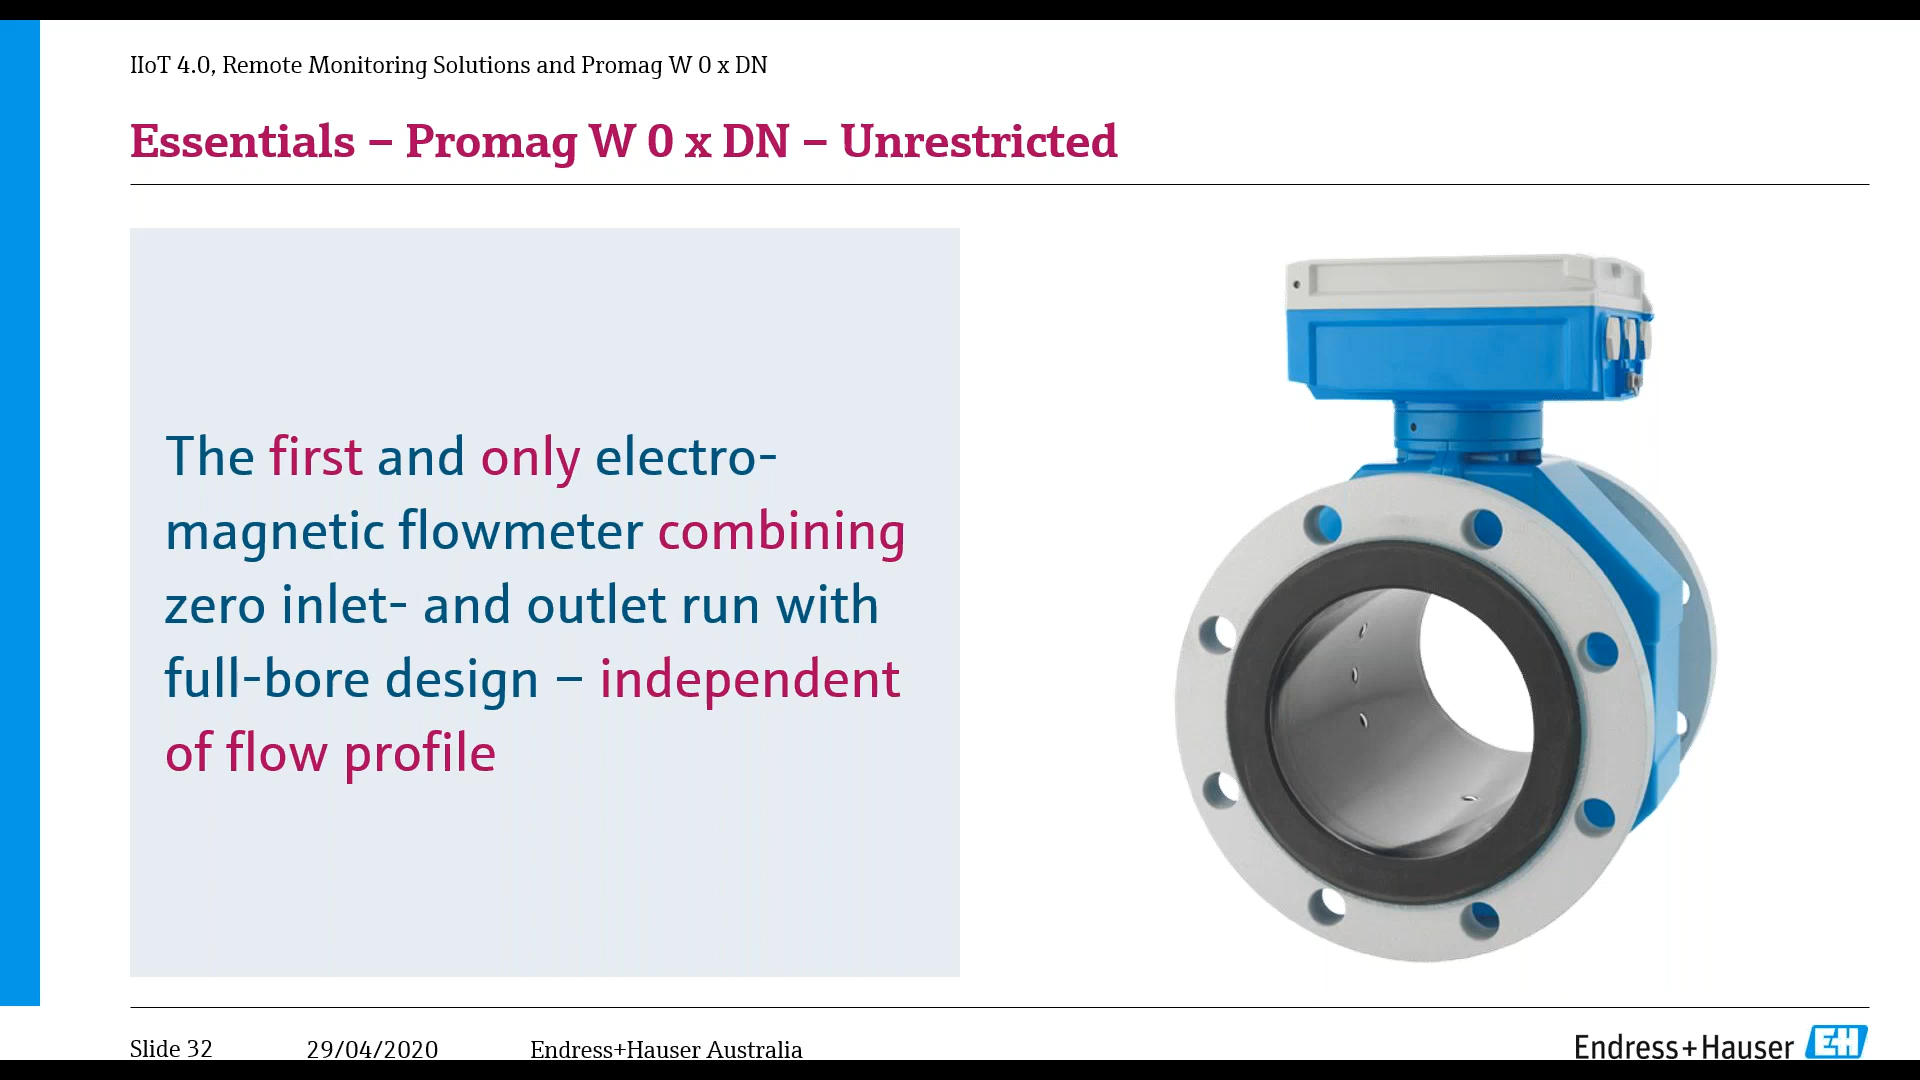 IIoT 4.0, Remote Monitoring Solutions and Promag W 0 x DN
Essentials – Promag W 0 x DN – Unrestricted
The first and only electro-
magnetic flowmeter combining
zero inlet- and outlet run with
full-bore design – independent
of flow profile
Slide 32
29/04/2020
Endress+Hauser Australia
Endress+Hauser EH